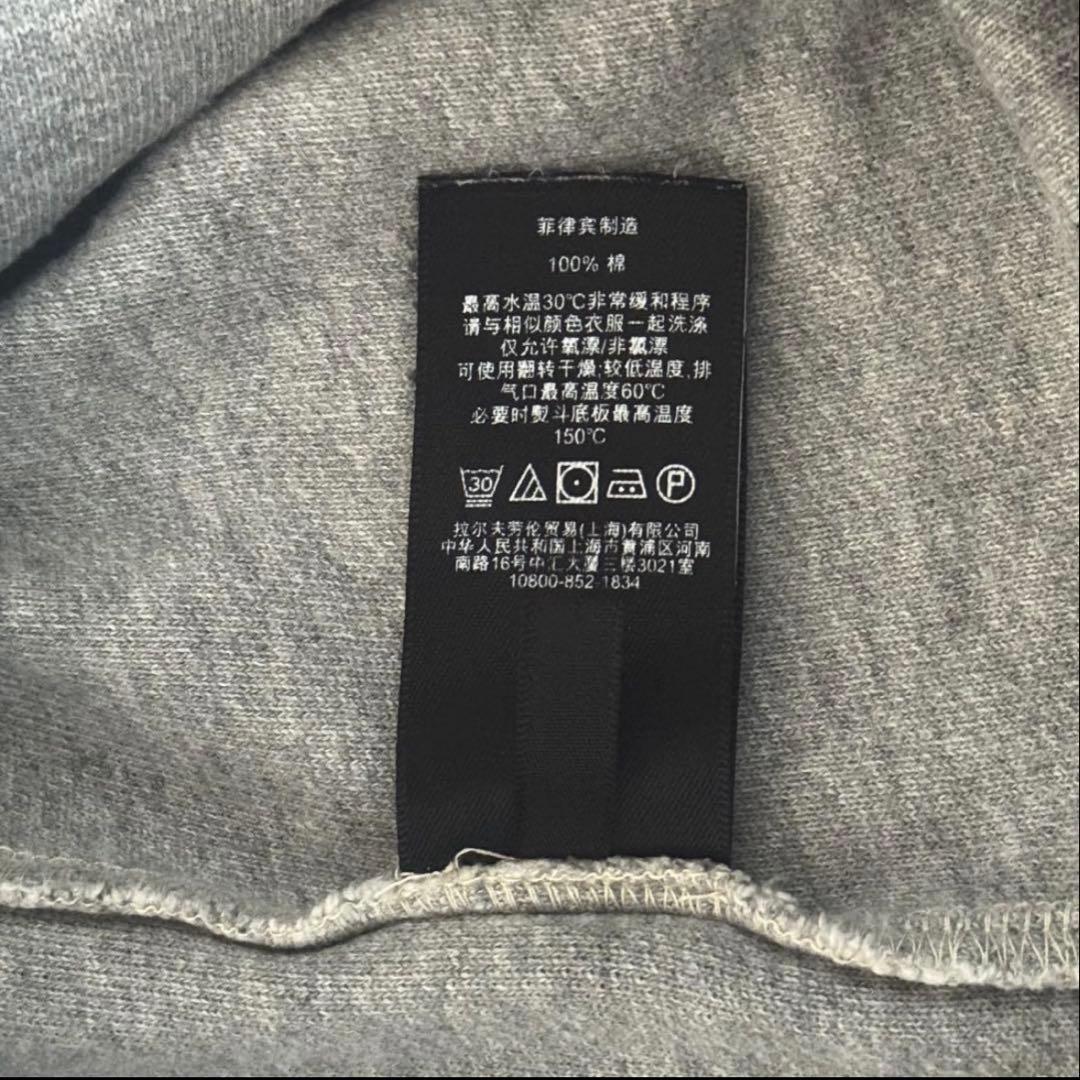 菲律宾制造
100% 棉
最高水温30℃非常缓和程序
请与相似颜色衣服一起洗涤
仅允许氧漂/非氯漂
可使用翻转干燥;较低温度,排
气口最高温度60℃
必要时熨斗底板最高温度
150℃
30 P
拉尔夫劳伦贸易(上海)有限公司
中华人民共和国上海市黄浦区河南
南路16号中汇大厦三楼3021室
10800-852-1834